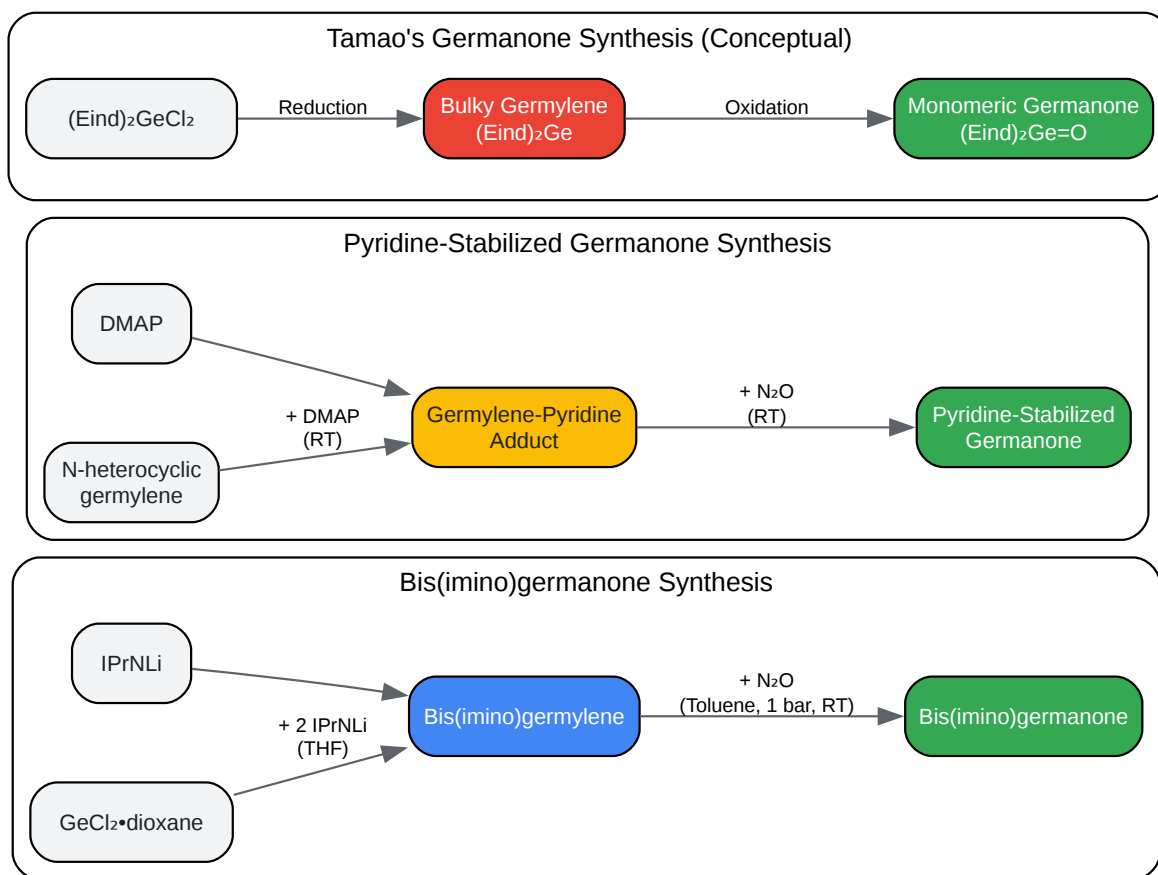 Tamao's Germanone Synthesis (Conceptual)
(Eind)₂GeCl₂
Reduction
Bulky Germylene
(Eind)₂Ge
Oxidation
Monomeric Germanone
(Eind)₂Ge=O
Pyridine-Stabilized Germanone Synthesis
DMAP
N-heterocyclic
germylene
+ DMAP
(RT)
Germylene-Pyridine
Adduct
+ N₂O
(RT)
Pyridine-Stabilized
Germanone
Bis(imino)germanone Synthesis
IPrNLi
GeCl₂•dioxane
+ 2 IPrNLi
(THF)
Bis(imino)germylene
+ N₂O
(Toluene, 1 bar, RT)
Bis(imino)germanone